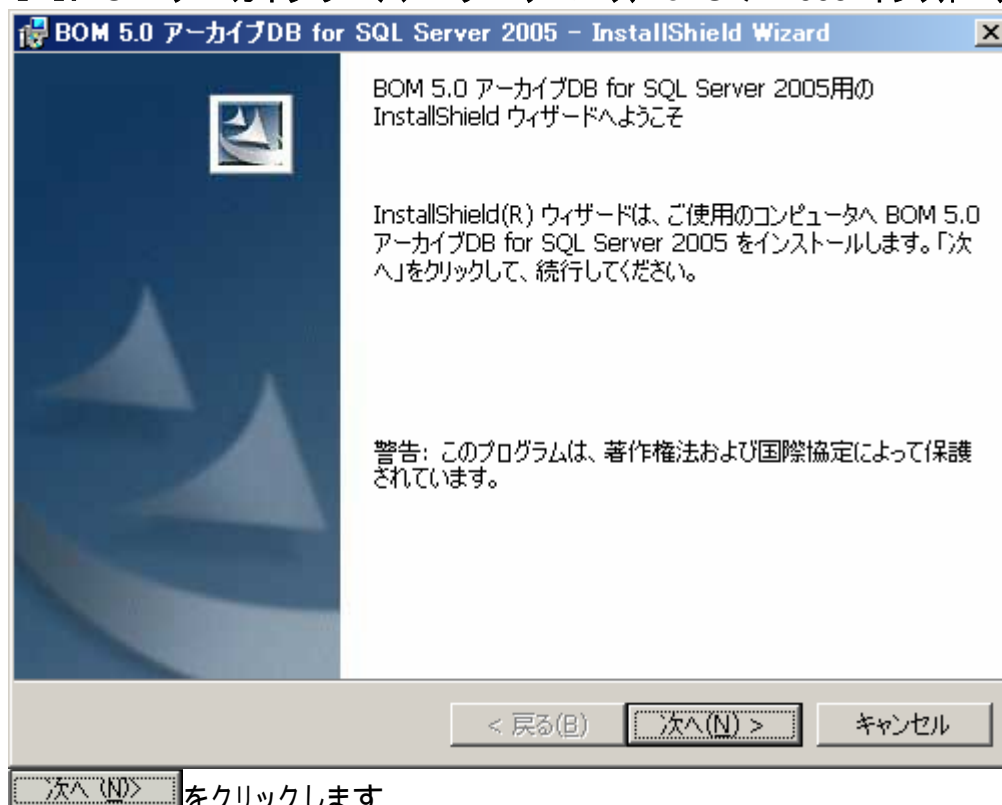 BOM 5.0 アーカイブDB for SQL Server 2005 - InstallShield Wizard
BOM 5.0 アーカイブDB for SQL Server 2005用の
InstallShield ウィザードへようこそ
InstallShield(R) ウィザードは、ご使用のコンピュータへ BOM 5.0
アーカイブDB for SQL Server 2005 をインストールします。「次
へ」をクリックして、続行してください。
警告: このプログラムは、著作権法および国際協定によって保護
されています。
< 戻る(B) 次へ(N) > キャンセル
次へ (N)> をクリックします